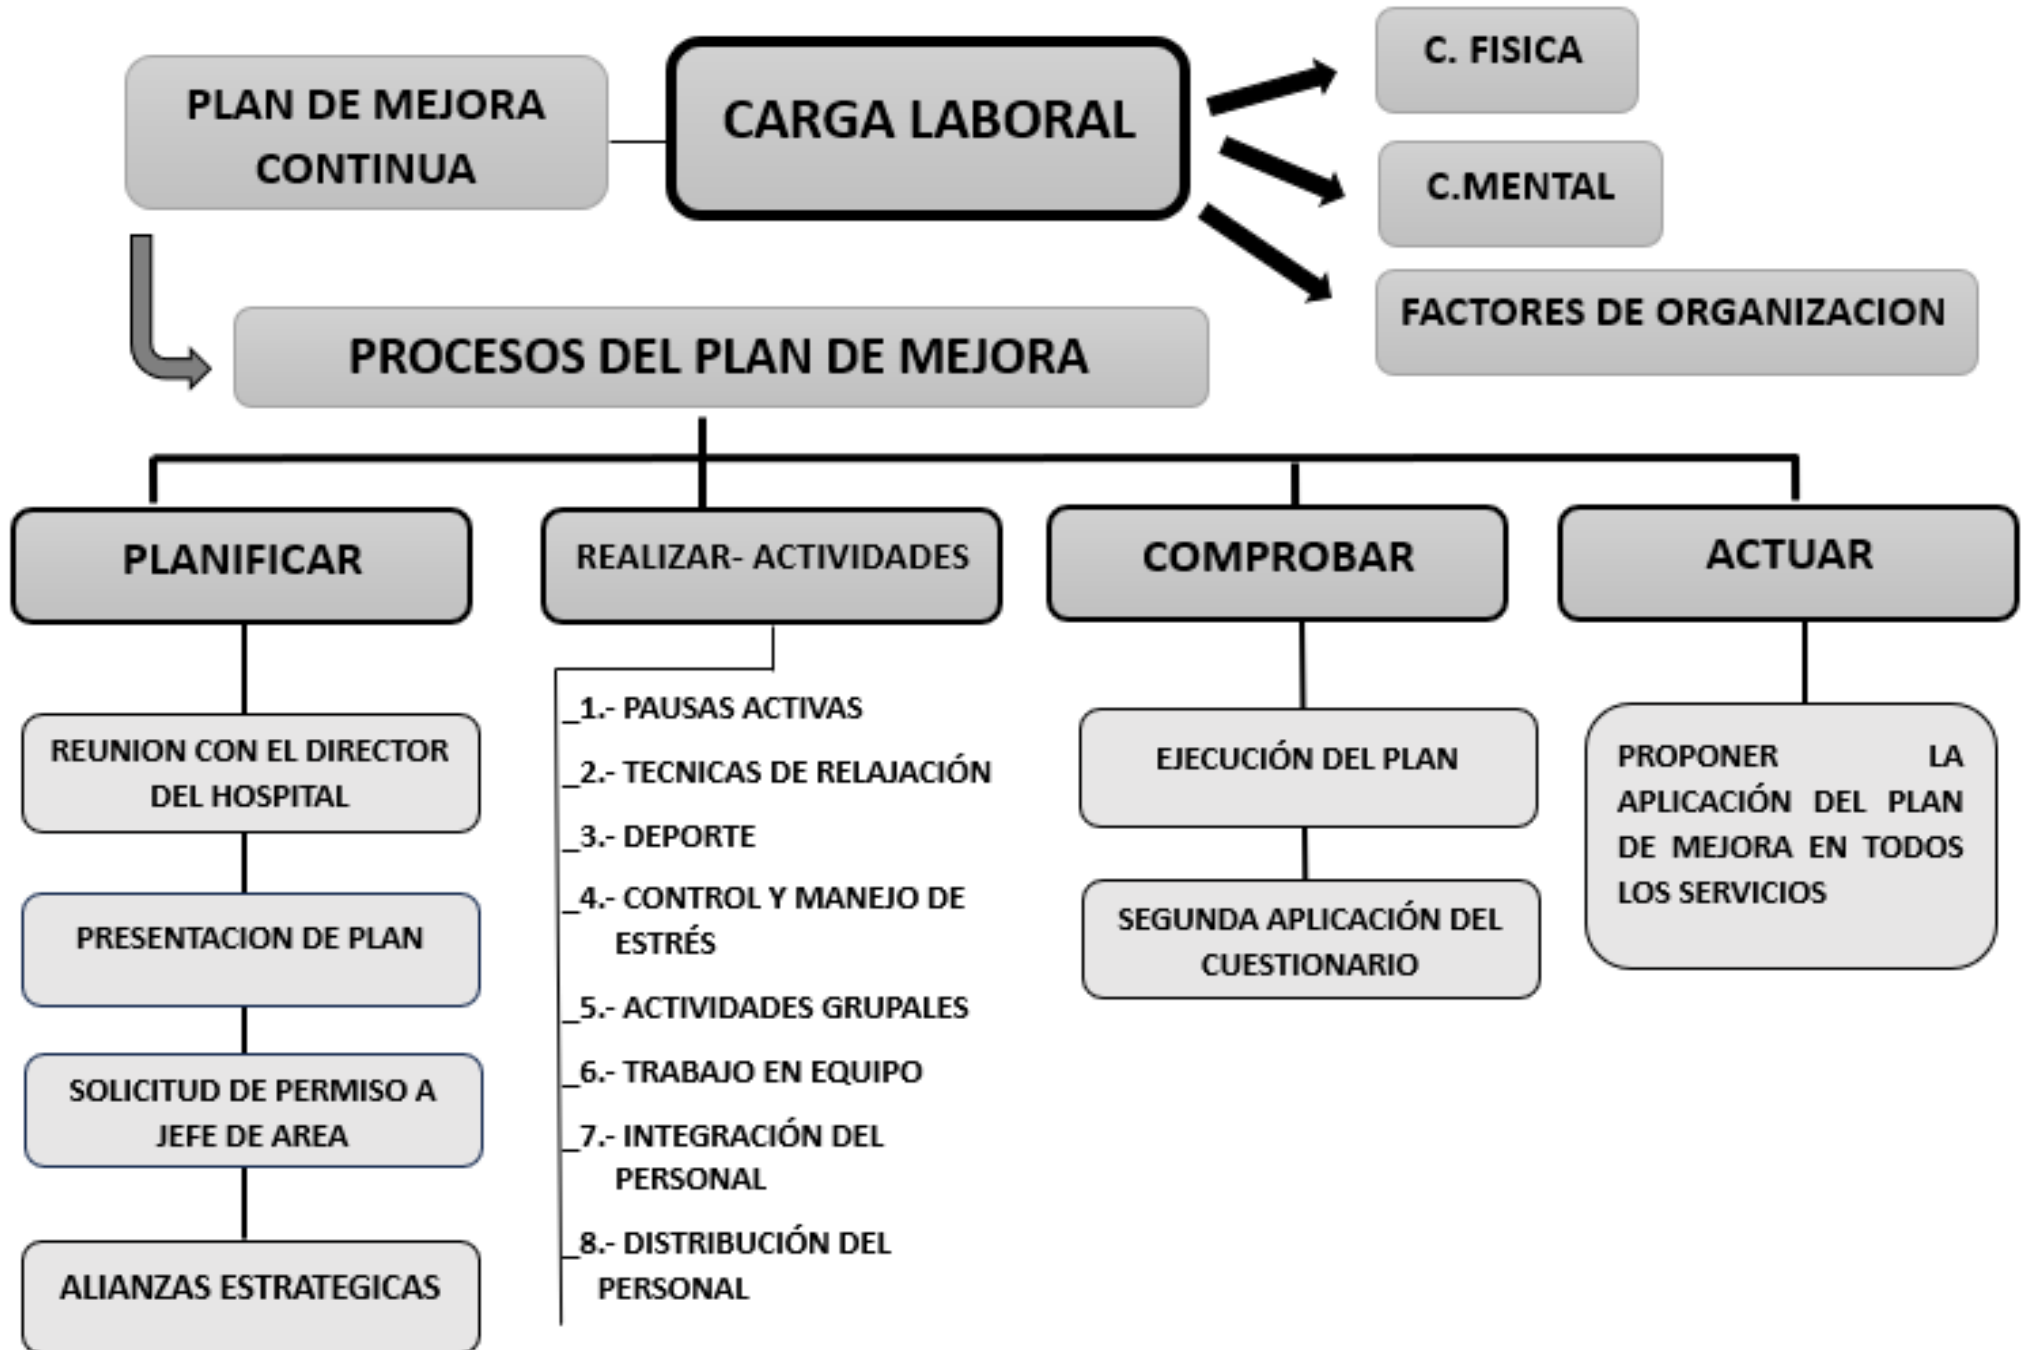 PLAN DE MEJORA
CONTINUA
CARGA LABORAL
C. FISICA
C.MENTAL
FACTORES DE ORGANIZACION
PROCESOS DEL PLAN DE MEJORA
PLANIFICAR
REUNION CON EL DIRECTOR
DEL HOSPITAL
PRESENTACION DE PLAN
SOLICITUD DE PERMISO A
JEFE DE AREA
ALIANZAS ESTRATEGICAS
REALIZAR- ACTIVIDADES
_1.- PAUSAS ACTIVAS
_2.- TECNICAS DE RELAJACIÓN
_3.- DEPORTE
_4.- CONTROL Y MANEJO DE
ESTRÉS
_5.- ACTIVIDADES GRUPALES
_6.- TRABAJO EN EQUIPO
_7.- INTEGRACIÓN DEL
PERSONAL
_8.- DISTRIBUCIÓN DEL
PERSONAL
COMPROBAR
EJECUCIÓN DEL PLAN
SEGUNDA APLICACIÓN DEL
CUESTIONARIO
ACTUAR
PROPONER LA
APLICACIÓN DEL PLAN
DE MEJORA EN TODOS
LOS SERVICIOS